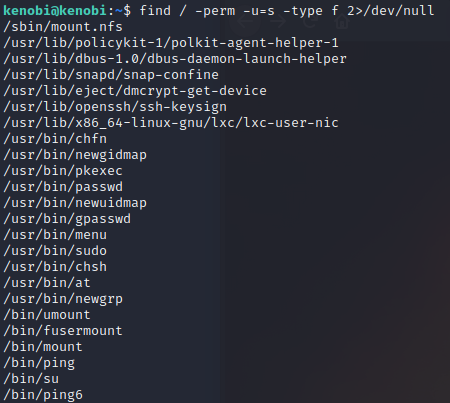 kenobi@kenobi:~$ find / -perm -u=s -type f 2>/dev/null
/sbin/mount.nfs
/usr/lib/policykit-1/polkit-agent-helper-1
/usr/lib/dbus-1.0/dbus-daemon-launch-helper
/usr/lib/snapd/snap-confine
/usr/lib/eject/dmcrypt-get-device
/usr/lib/openssh/ssh-keysign
/usr/lib/x86_64-linux-gnu/lxc/lxc-user-nic
/usr/bin/chfn
/usr/bin/newgidmap
/usr/bin/pkexec
/usr/bin/passwd
/usr/bin/newuidmap
/usr/bin/gpasswd
/usr/bin/menu
/usr/bin/sudo
/usr/bin/chsh
/usr/bin/at
/usr/bin/newgrp
/bin/umount
/bin/fusermount
/bin/mount
/bin/ping
/bin/su
/bin/ping6